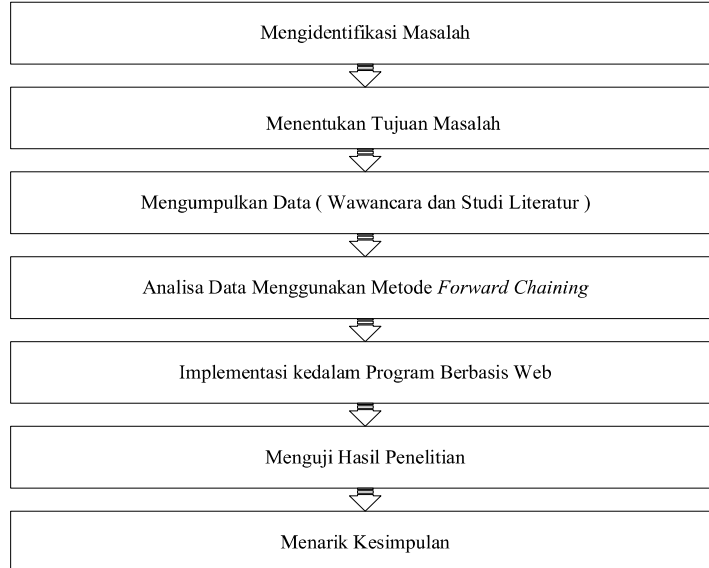 Mengidentifikasi Masalah
Menentukan Tujuan Masalah
Mengumpulkan Data ( Wawancara dan Studi Literatur )
Analisa Data Menggunakan Metode Forward Chaining
Implementasi kedalam Program Berbasis Web
Menguji Hasil Penelitian
Menarik Kesimpulan